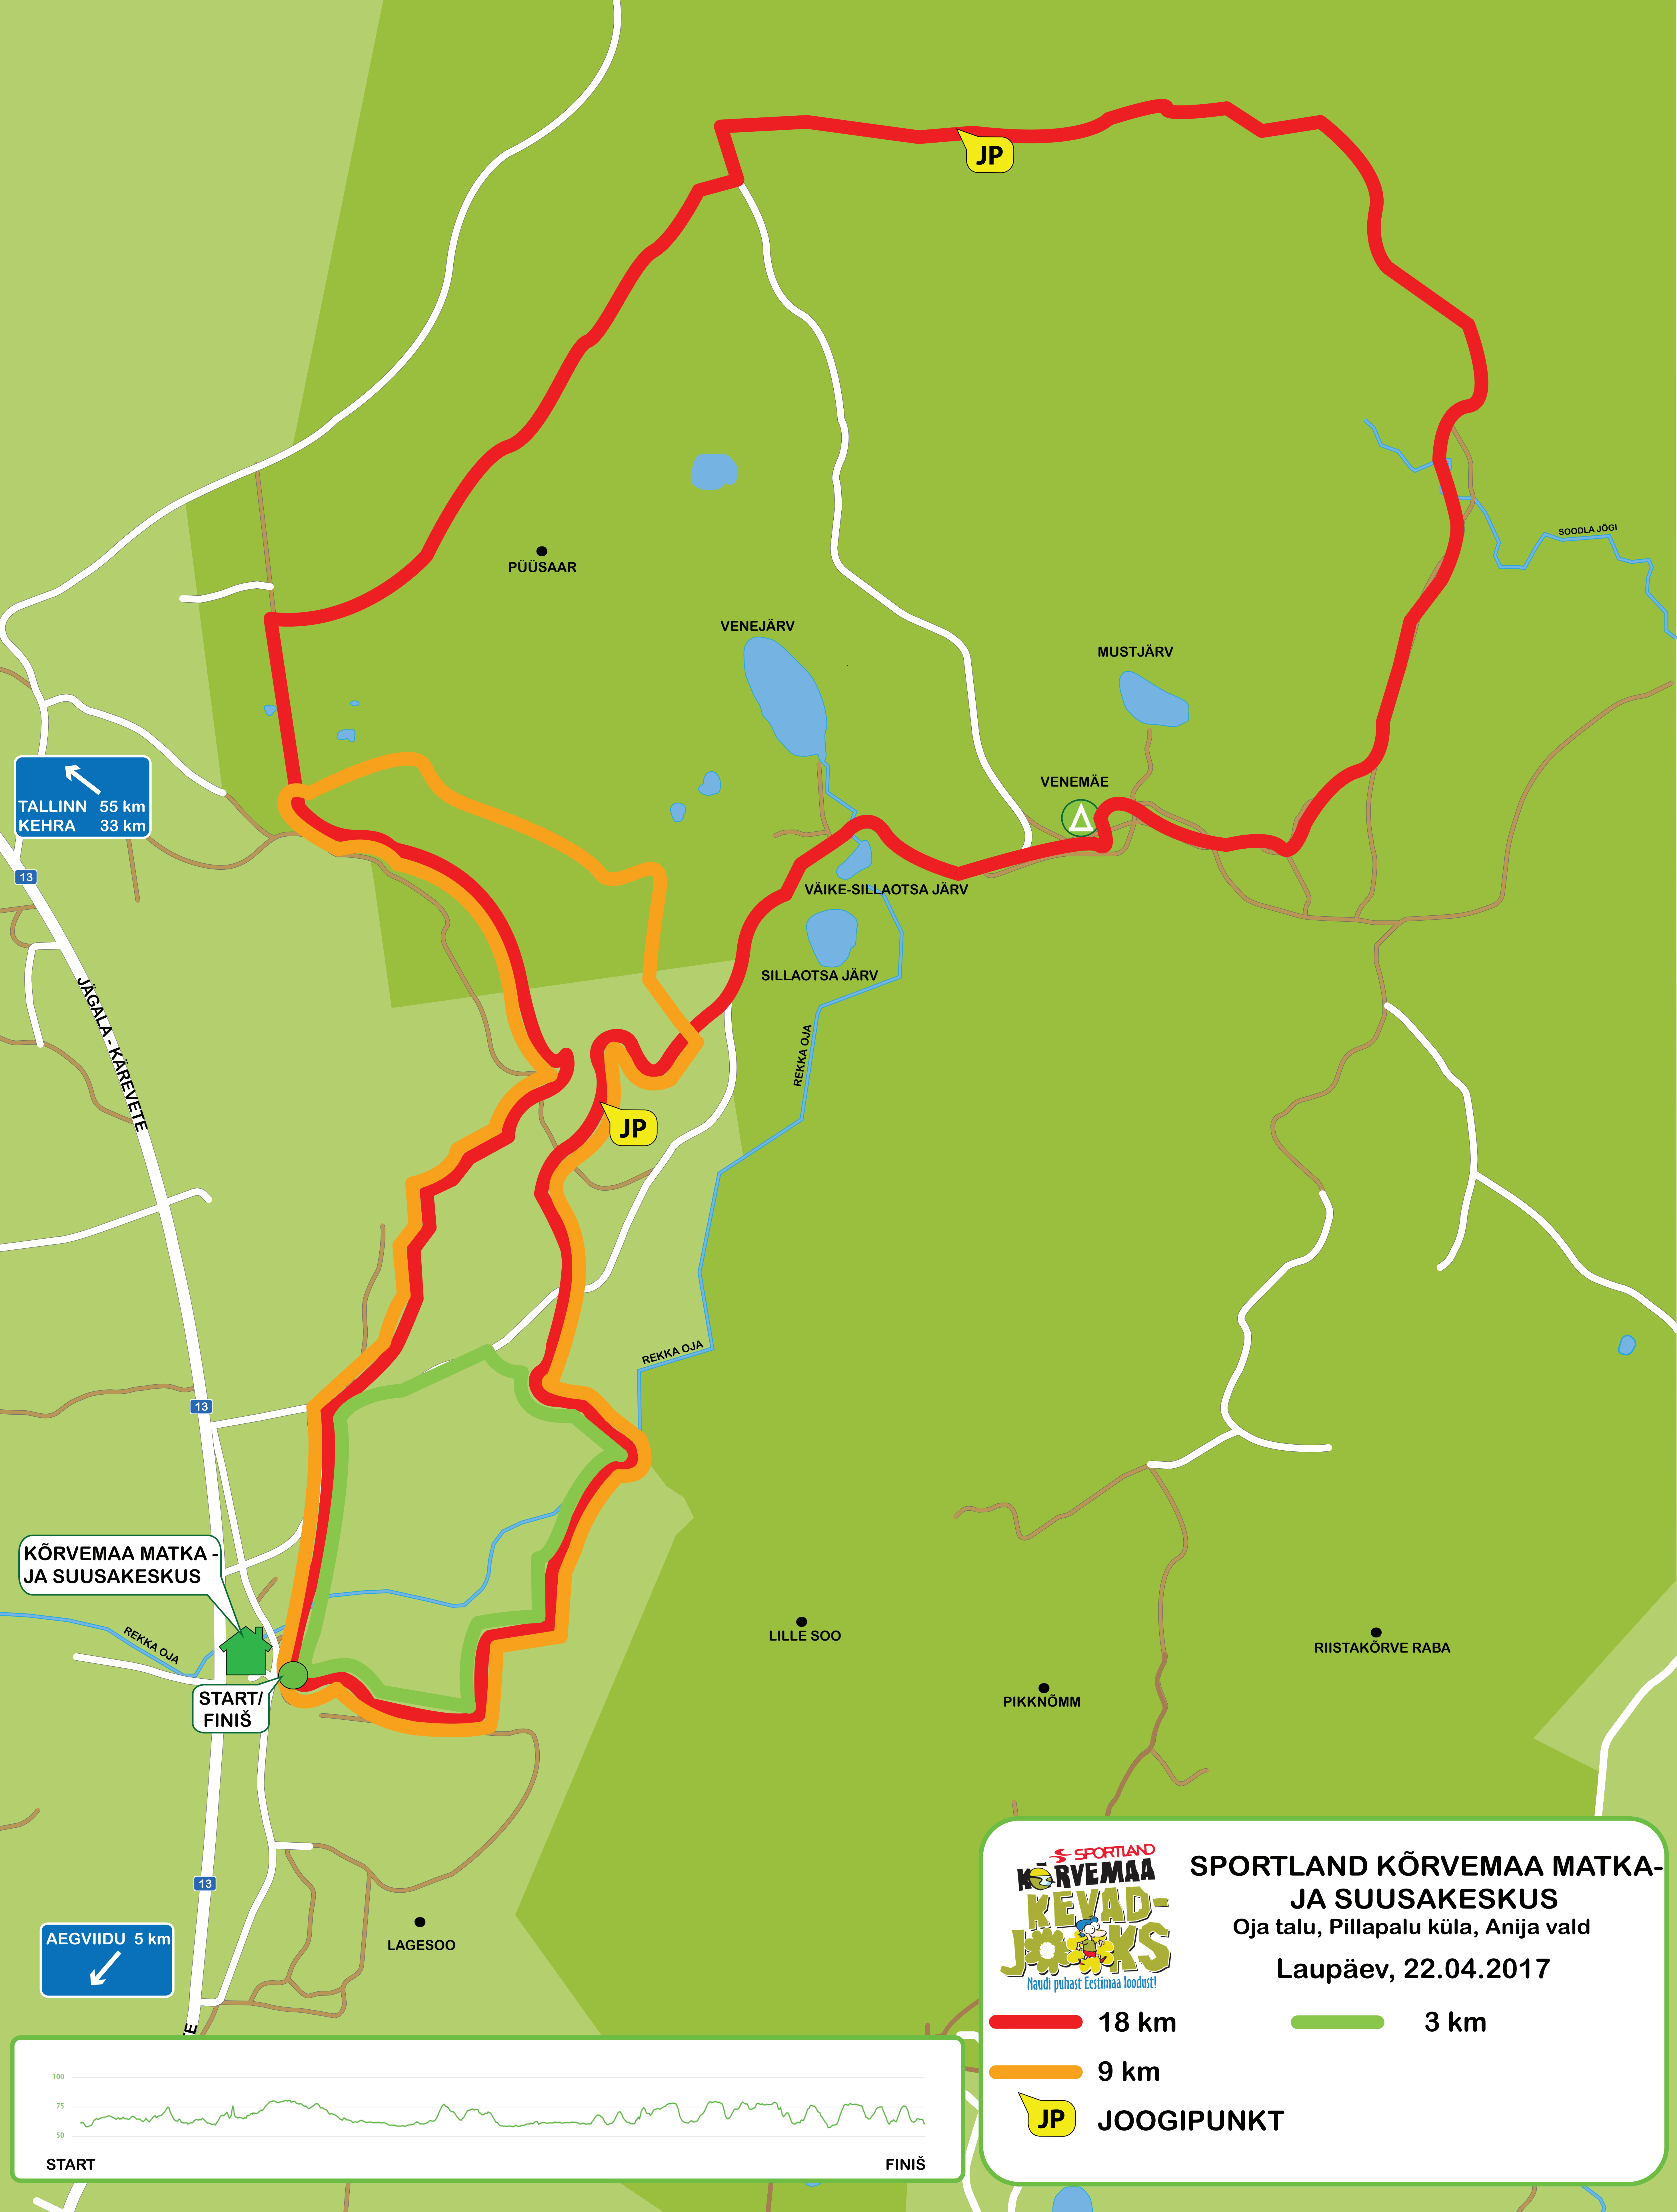 JP
SOODLA JÕGI
PÜÜSAAR
VENEJÄRV
MUSTJÄRV
VENEMÄE
TALLINN 55 km
KEHRA 33 km
13
VÄIKE-SILLAOTSA JÄRV
SILLAOTSA JÄRV
JÄGALA - KÄREVETE
REKKA OJA
JP
REKKA OJA
13
KÕRVEMAA MATKA -
JA SUUSAKESKUS
REKKA OJA
LILLE SOO
RIISTAKÕRVE RABA
START/
FINIŠ
PIKKNÕMM
13
AEGVIIDU 5 km
LAGESOO
TE
SPORTLAND
KÕRVEMAA
KEVAD-
JOOKS
Naudi puhast Eestimaa loodust!
SPORTLAND KÕRVEMAA MATKA-
JA SUUSAKESKUS
Oja talu, Pillapalu küla, Anija vald
Laupäev, 22.04.2017
18 km
3 km
9 km
JP JOOGIPUNKT
100
75
50
START
FINIŠ